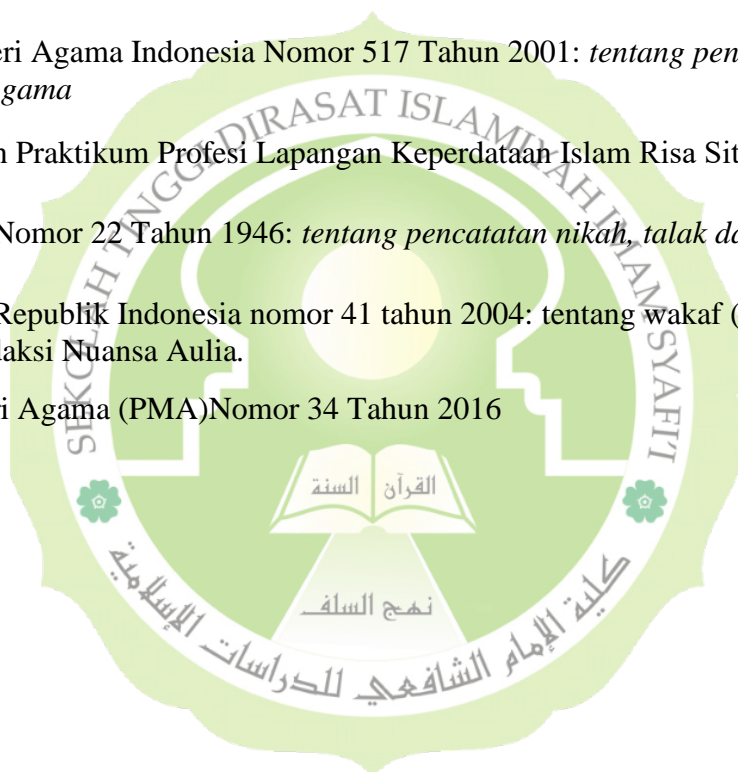 eri Agama Indonesia Nomor 517 Tahun 2001: tentang pen
gama
n Praktikum Profesi Lapangan Keperdataan Islam Risa Sit
Nomor 22 Tahun 1946: tentang pencatatan nikah, talak da
Republik Indonesia nomor 41 tahun 2004: tentang wakaf (
daksi Nuansa Aulia.
ri Agama (PMA)Nomor 34 Tahun 2016
SEKOLAH TINGGI DIRASAT ISLAMIYAH IMAM SYAFI'I
القرآن السنة
نهج السلف
كلية الإمام الشافعي للدراسات الإسلامية